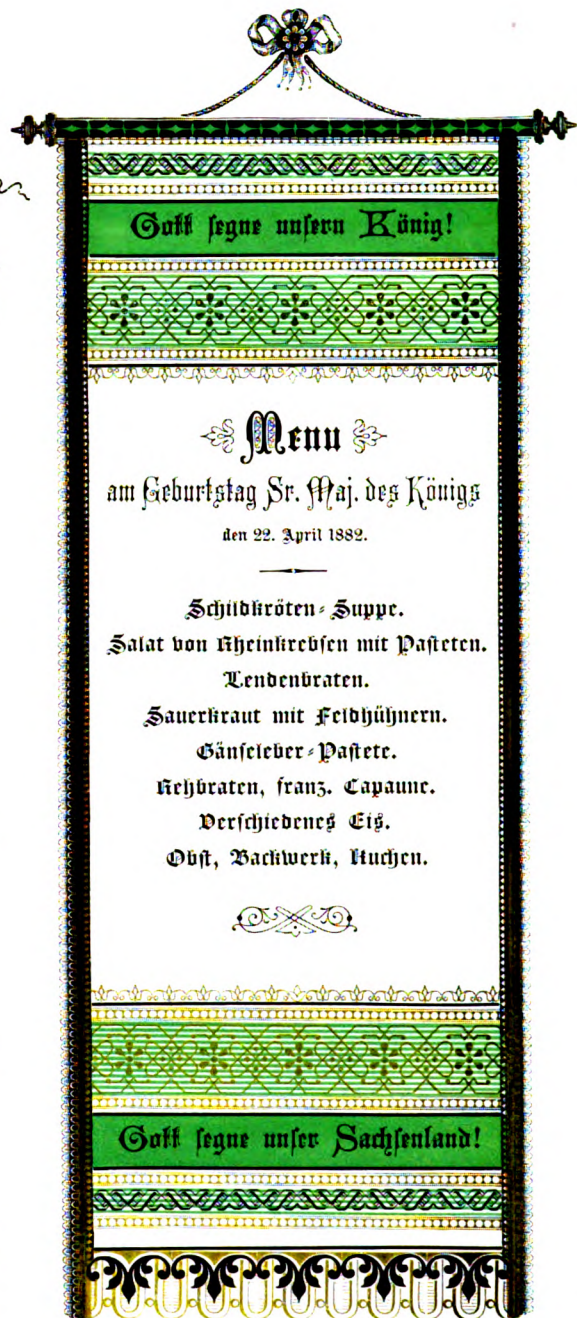 Gott segne unsern König!
Menu
am Geburtstag Sr. Maj. des Königs
den 22. April 1882.
Schildkröten-Suppe.
Salat von Rheinkrebsen mit Pasteten.
Lendenbraten.
Sauerkraut mit Feldhühnern.
Gänseleber-Pastete.
Rehbraten, franz. Capaune.
Verschiedenes Eis.
Obst, Backwerk, Kuchen.
Gott segne unser Sachsenland!